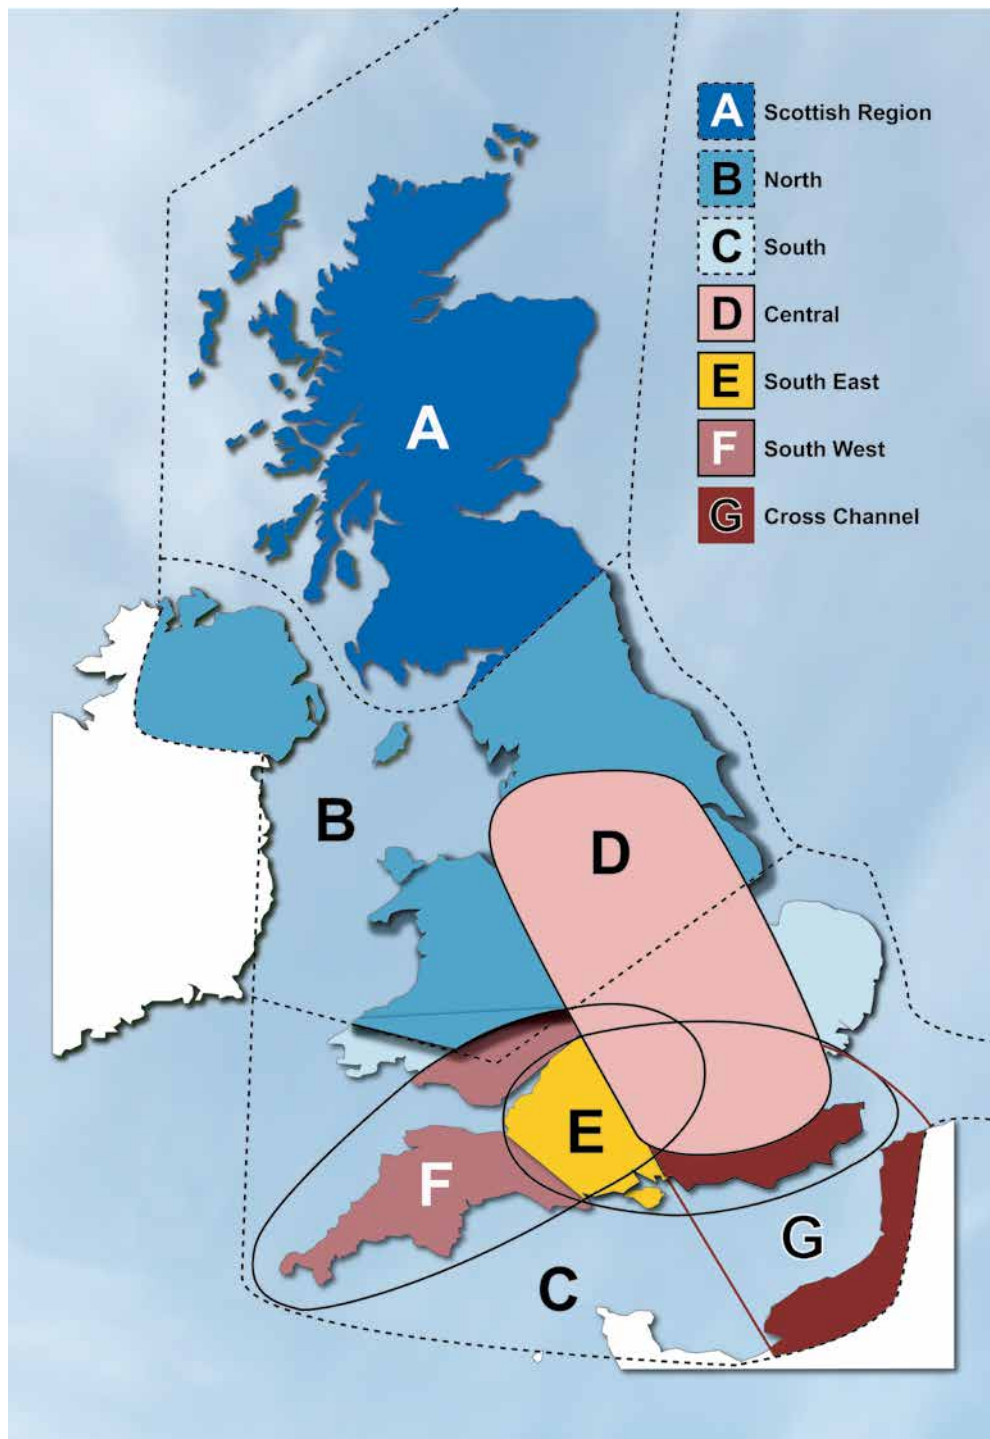 A Scottish Region
B North
C South
D Central
E South East
F South West
G Cross Channel
A
B
D
E
F
G
C